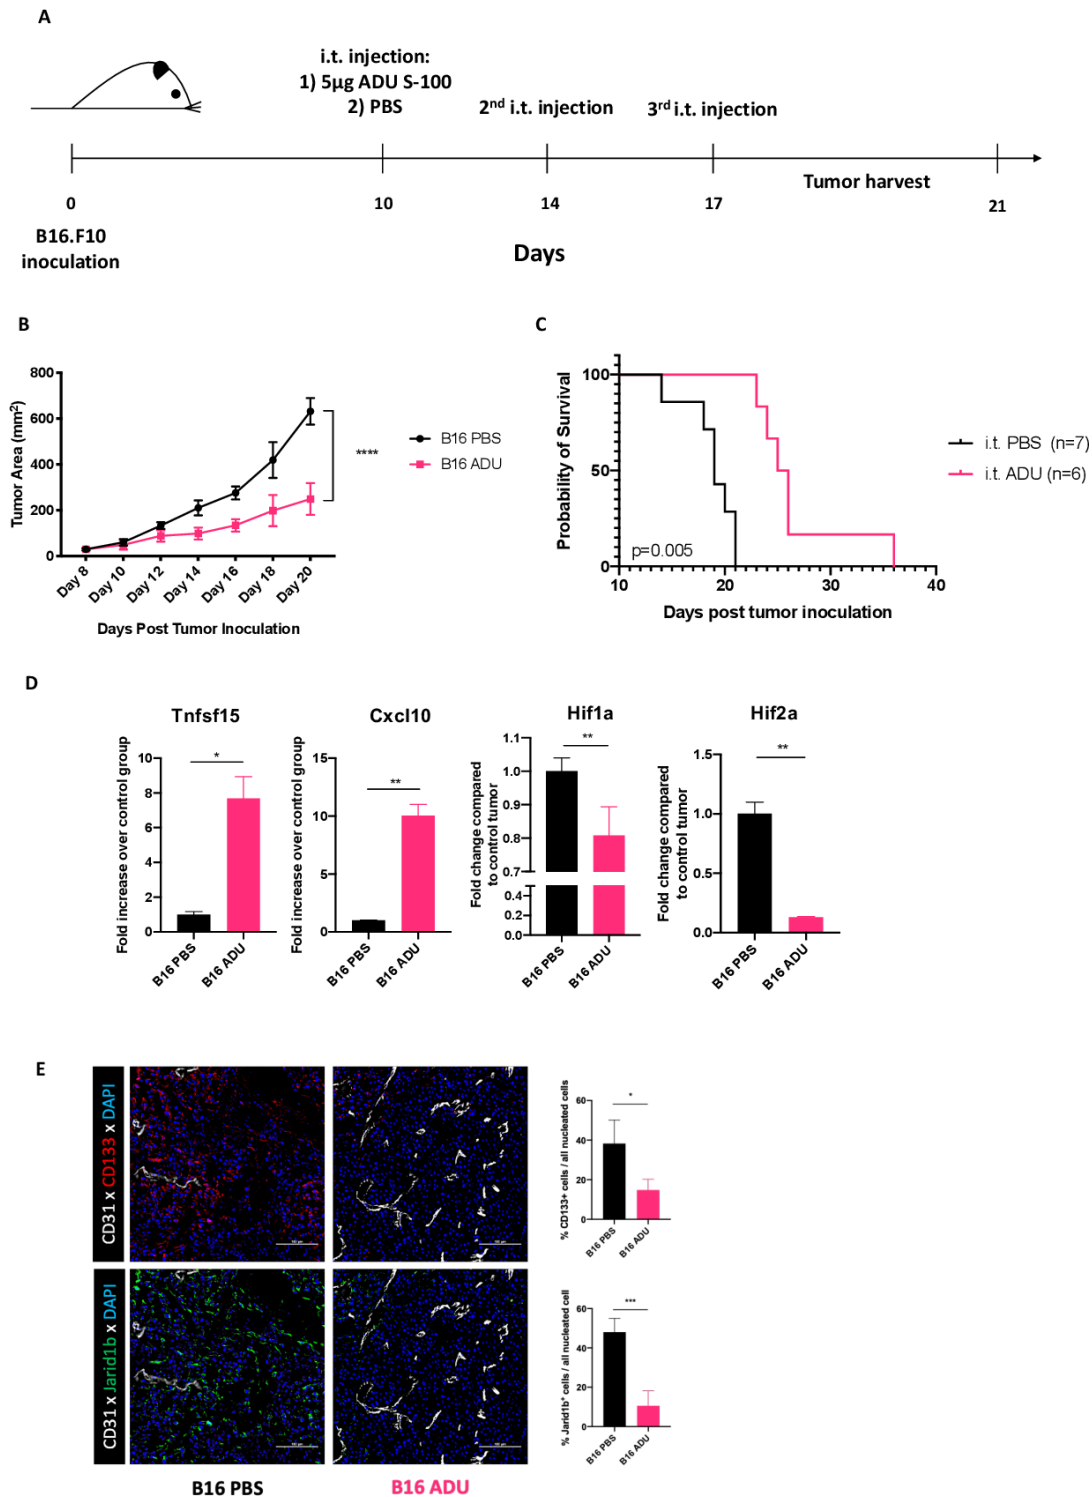 A
i.t. injection:
1) 5µg ADU S-100
2) PBS
2nd i.t. injection
3rd i.t. injection
Tumor harvest
0
10
14
17
21
B16.F10
inoculation
Days
B
800
600
400
200
0
Tumor Area (mm2)
Day 8
Day 10
Day 12
Day 14
Day 16
Day 18
Day 20
Days Post Tumor Inoculation
****
B16 PBS
B16 ADU
C
100
50
0
Probability of Survival
p=0.005
10
20
30
40
Days post tumor inoculation
i.t. PBS (n=7)
i.t. ADU (n=6)
D
Tnfsf15
Fold increase over control group
10
8
6
4
2
0
*
B16 PBS
B16 ADU
Cxcl10
Fold increase over control group
15
10
5
0
**
B16 PBS
B16 ADU
Hif1a
Fold change compared
to control tumor
1.1
1.0
0.9
0.8
0.7
0.4
0.2
0.0
**
B16 PBS
B16 ADU
Hif2a
Fold change compared
to control tumor
1.5
1.0
0.5
0.0
**
B16 PBS
B16 ADU
E
CD31 x CD133 x DAPI
% CD133+ cells / all nucleated cells
60
40
20
0
*
B16 PBS
B16 ADU
CD31 x Jarid1b x DAPI
% Jarid1b+ cells / all nucleated cell
60
40
20
0
***
B16 PBS
B16 ADU
B16 PBS
B16 ADU